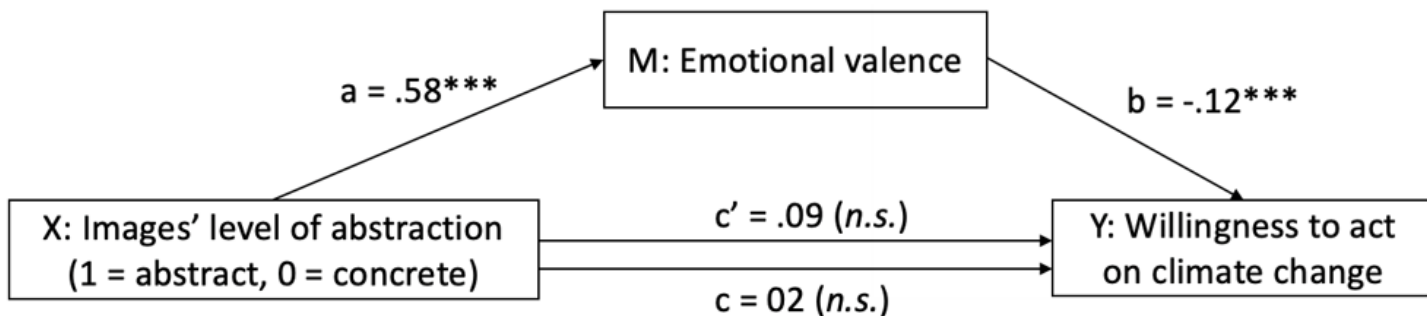 M: Emotional valence
a = .58***
b = -.12***
X: Images’ level of abstraction
(1 = abstract, 0 = concrete)
c’ = .09 (n.s.)
c = 02 (n.s.)
Y: Willingness to act
on climate change